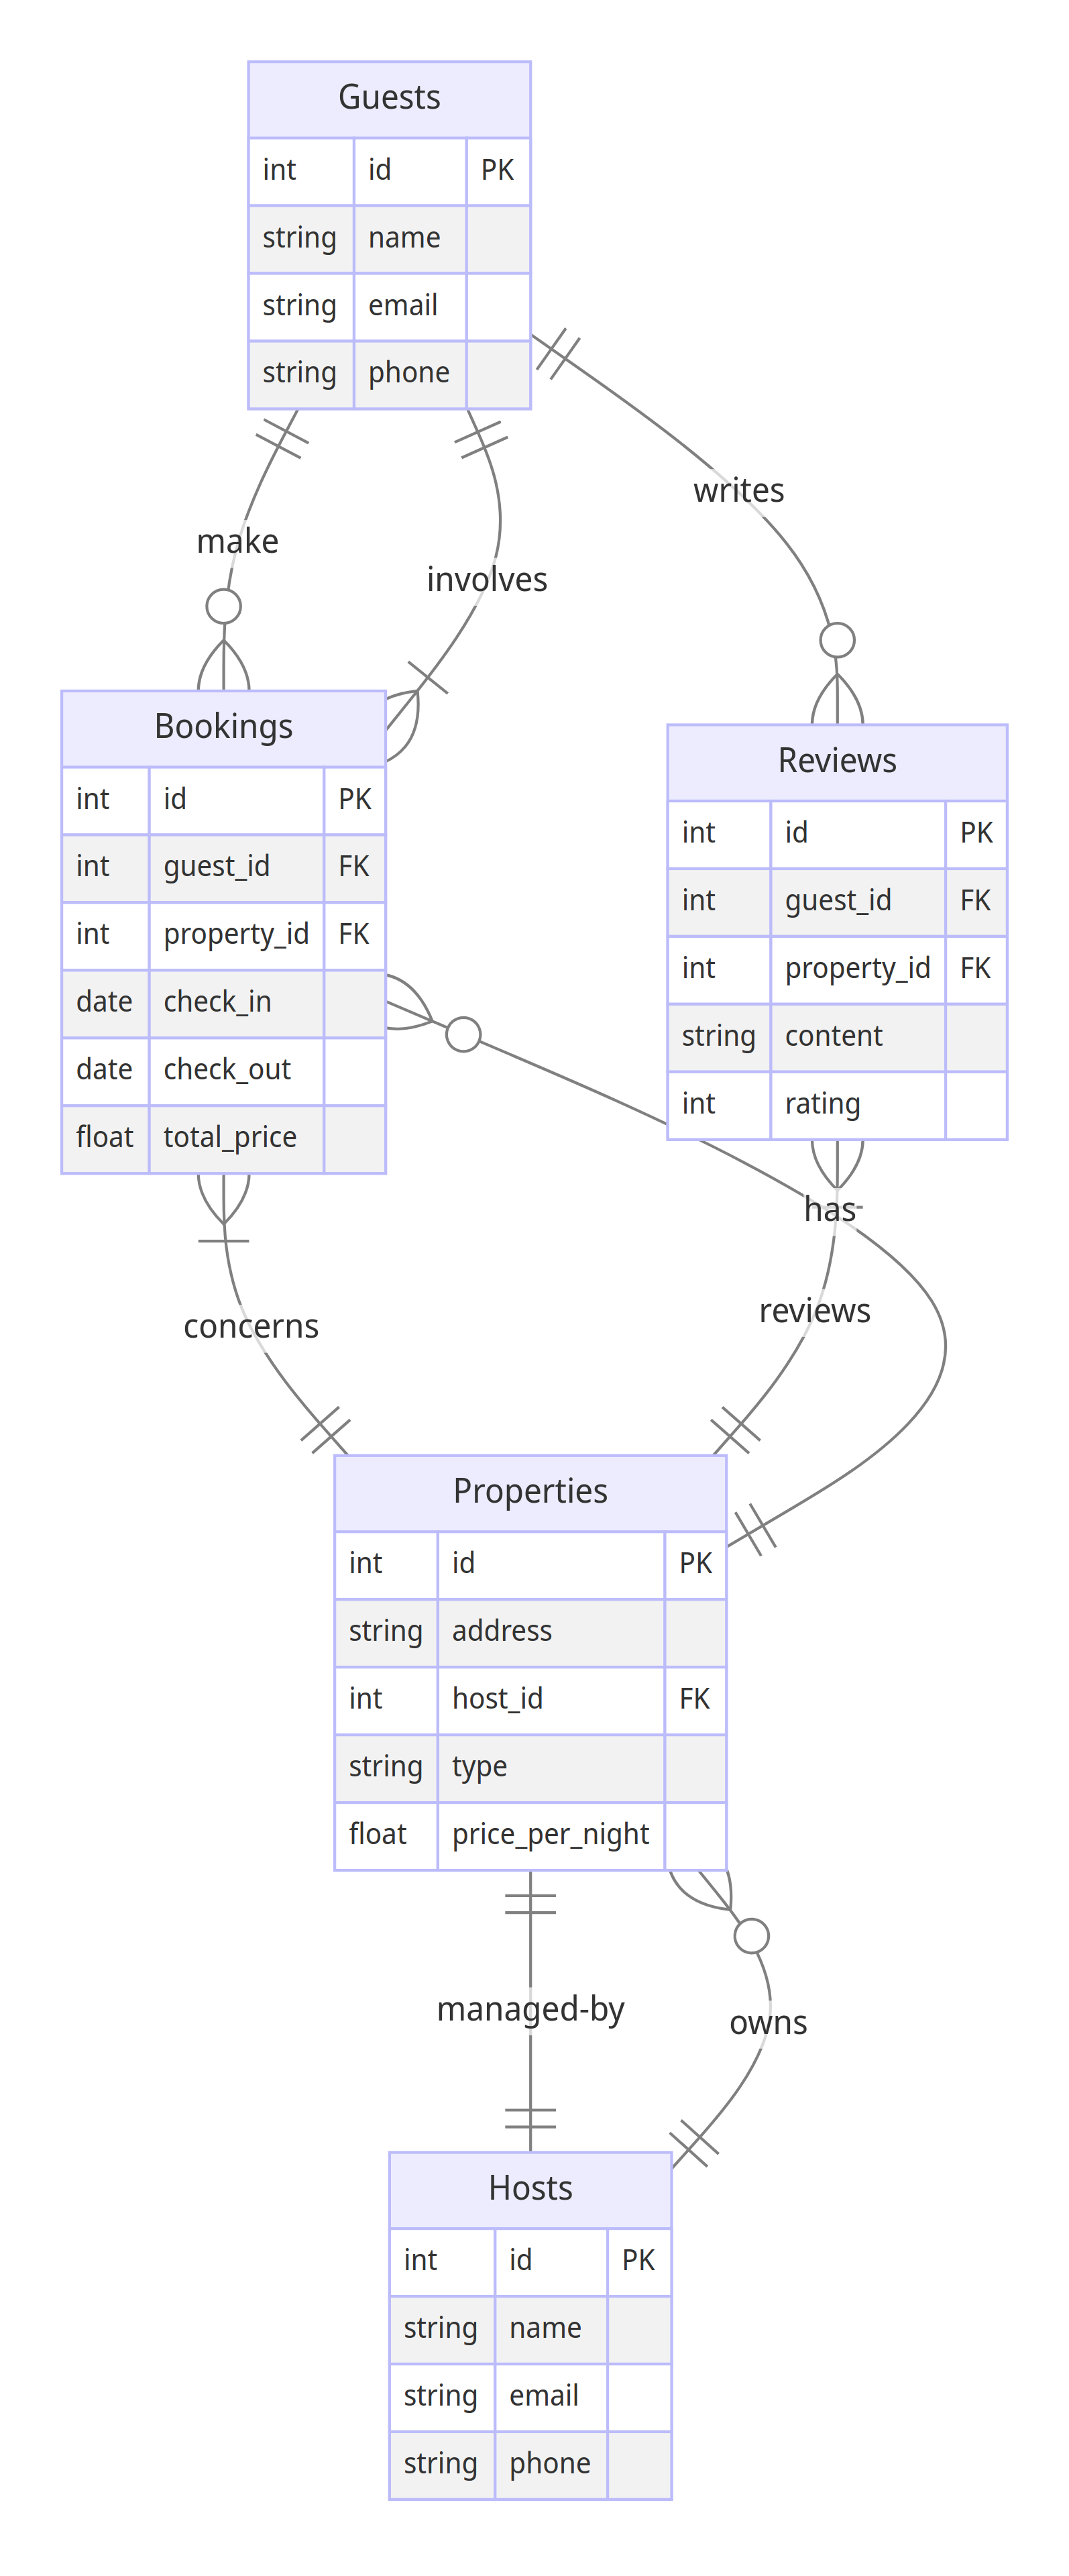 Guests
int id PK
string name
string email
string phone
writes
make
involves
Bookings
int id PK
int guest_id FK
int property_id FK
date check_in
date check_out
float total_price
Reviews
int id PK
int guest_id FK
int property_id FK
string content
int rating
has
reviews
concerns
Properties
int id PK
string address
int host_id FK
string type
float price_per_night
managed-by
owns
Hosts
int id PK
string name
string email
string phone